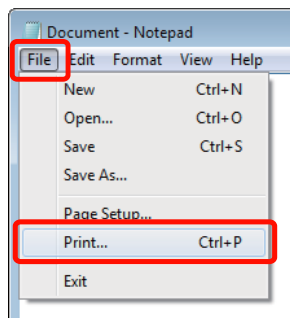 Document - Notepad
File Edit Format View Help
New Ctrl+N
Open... Ctrl+O
Save Ctrl+S
Save As...
Page Setup...
Print... Ctrl+P
Exit